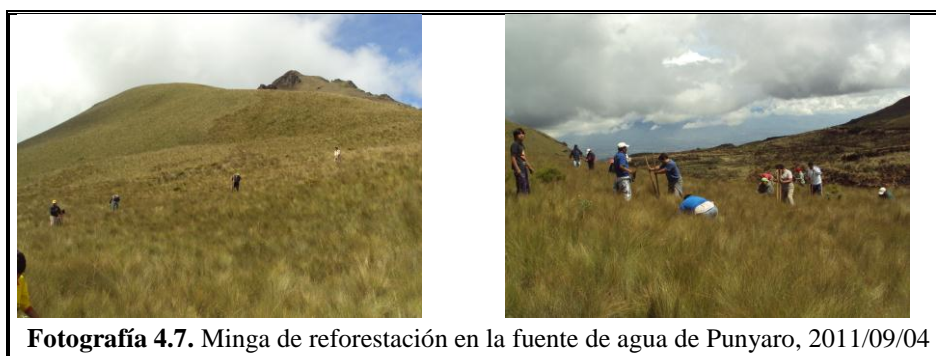 Fotografía 4.7. Minga de reforestación en la fuente de agua de Punyaro, 2011/09/04